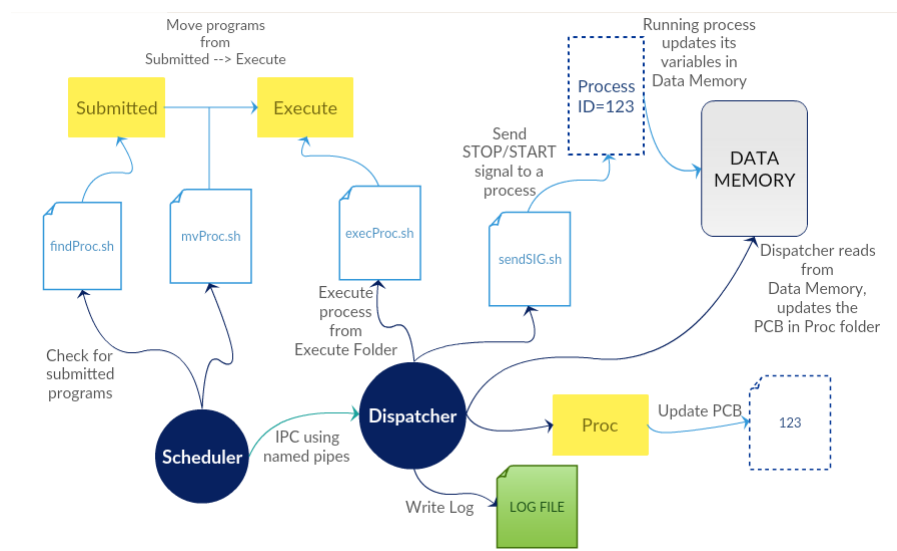 Move programs
from
Submitted --> Execute
Submitted
Execute
findProc.sh
mvProc.sh
execProc.sh
Check for
submitted
programs
Scheduler
IPC using
named pipes
Execute
process
from
Execute Folder
Dispatcher
Write Log
LOG FILE
Send
STOP/START
signal to a
process
sendSIG.sh
Process
ID=123
Running process
updates its
variables in
Data Memory
DATA
MEMORY
Dispatcher reads
from
Data Memory,
updates the
PCB in Proc folder
Proc
Update PCB
123